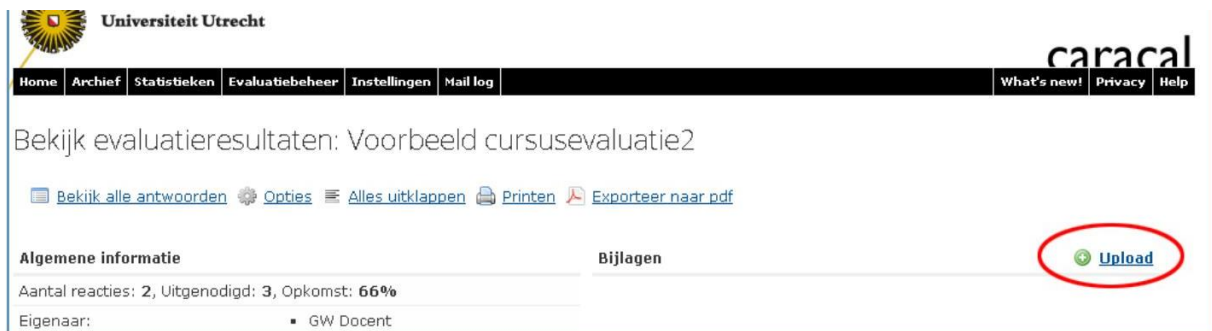 Universiteit Utrecht
caracal
Home Archief Statistieken Evaluatiebeheer Instellingen Mail log What's new! Privacy Help
Bekijk evaluatieresultaten: Voorbeeld cursusevaluatie2
Bekijk alle antwoorden Opties Alles uitklappen Printen Exporteer naar pdf
Algemene informatie Bijlagen Upload
Aantal reacties: 2, Uitgenodigd: 3, Opkomst: 66%
Eigenaar: ▪ GW Docent